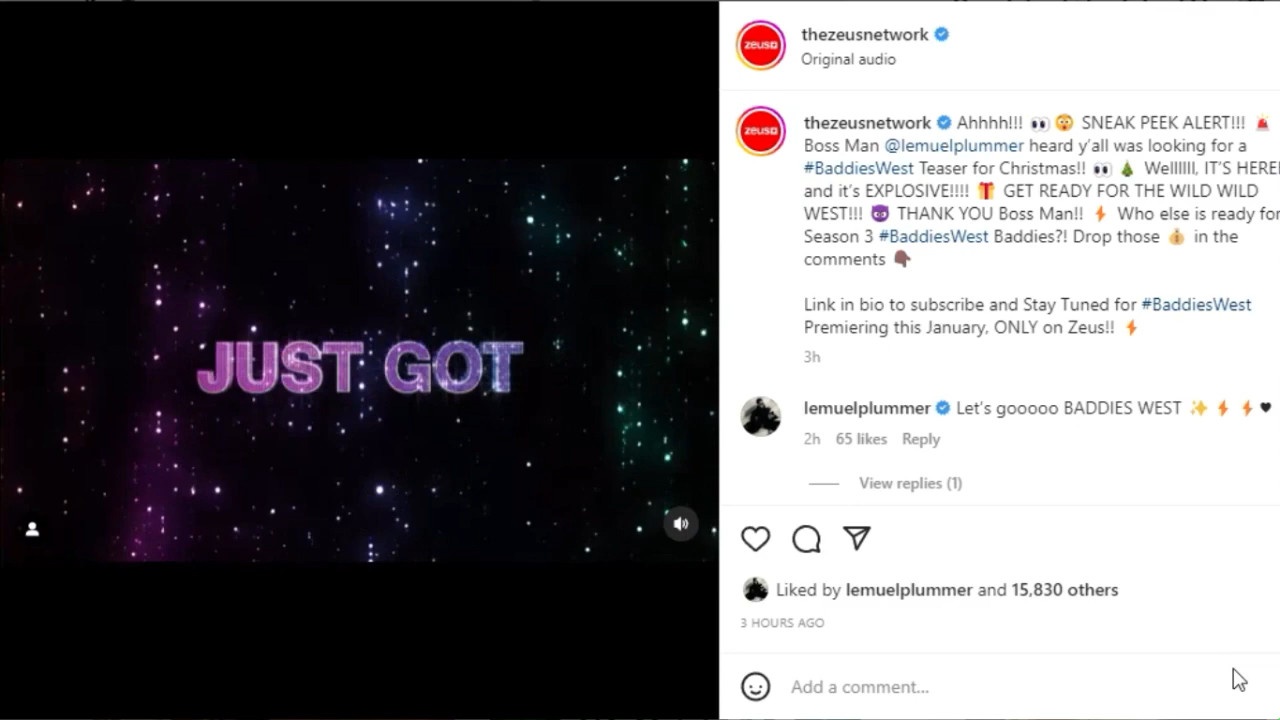 JUST GOT
zeus
thezeusnetwork
Original audio
zeus
thezeusnetwork Ahhhh!!! 👀 😲 SNEAK PEEK ALERT!!! 🚨
Boss Man @lemuelplummer heard y'all was looking for a
#BaddiesWest Teaser for Christmas!! 👀 🎄 Wellllll, IT'S HERE!
and it's EXPLOSIVE!!!! 🎁 GET READY FOR THE WILD WILD
WEST!!! 😈 THANK YOU Boss Man!! ⚡ Who else is ready for
Season 3 #BaddiesWest Baddies?! Drop those 💰 in the
comments 👇🏾
Link in bio to subscribe and Stay Tuned for #BaddiesWest
Premiering this January, ONLY on Zeus!! ⚡
3h
lemuelplummer Let's gooooo BADDIES WEST ✨ ⚡ ⚡ 🖤
2h 65 likes Reply
View replies (1)
Liked by lemuelplummer and 15,830 others
3 HOURS AGO
Add a comment...